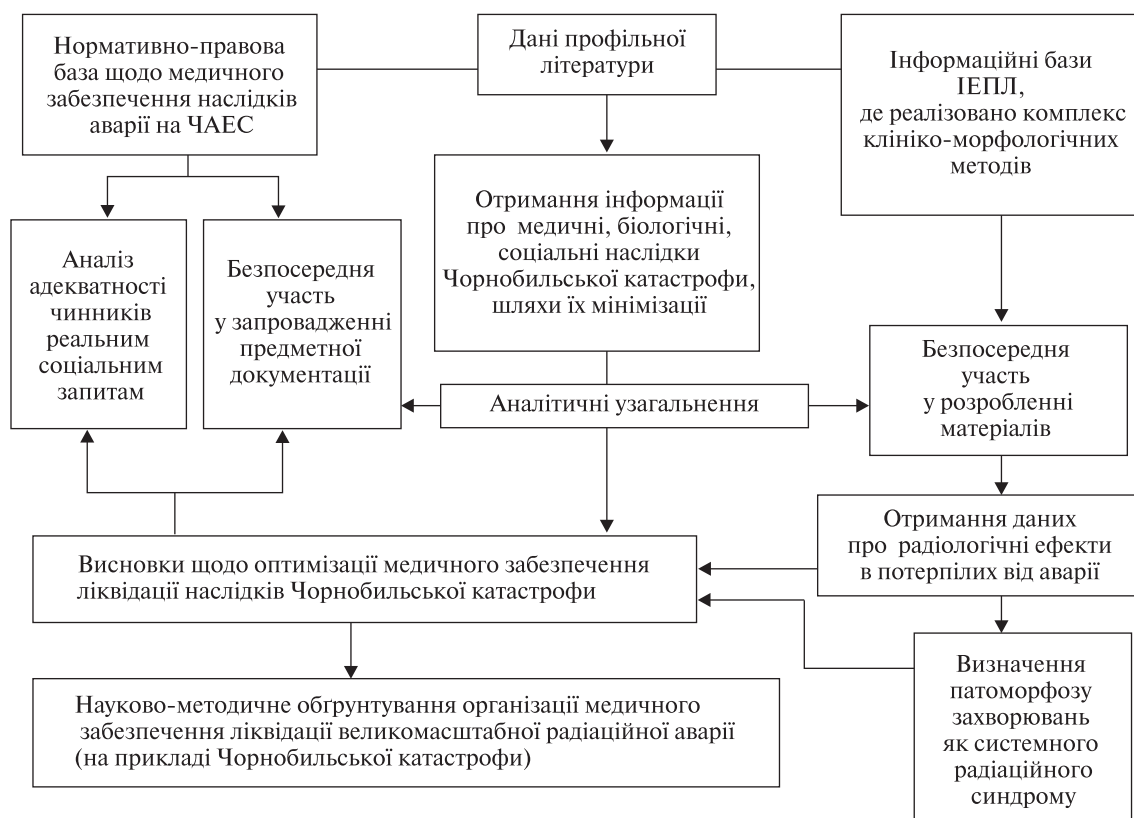 Нормативно-правова
база щодо медичного
забезпечення наслідків
аварії на ЧАЕС
Дані профільної
літератури
Інформаційні бази
ІЕПЛ,
де реалізовано комплекс
клініко-морфологічних
методів
Аналіз
адекватності
чинників
реальним
соціальним
запитам
Безпосередня
участь
у запровадженні
предметної
документації
Отримання інформації
про медичні, біологічні,
соціальні наслідки
Чорнобильської катастрофи,
шляхи їх мінімізації
Безпосередня
участь
у розробленні
матеріалів
Аналітичні узагальнення
Отримання даних
про радіологічні ефекти
в потерпілих від аварії
Висновки щодо оптимізації медичного забезпечення
ліквідації наслідків Чорнобильської катастрофи
Визначення
патоморфозу
захворювань
як системного
радіаційного
синдрому
Науково-методичне обґрунтування організації медичного
забезпечення ліквідації великомасштабної радіаційної аварії
(на прикладі Чорнобильської катастрофи)